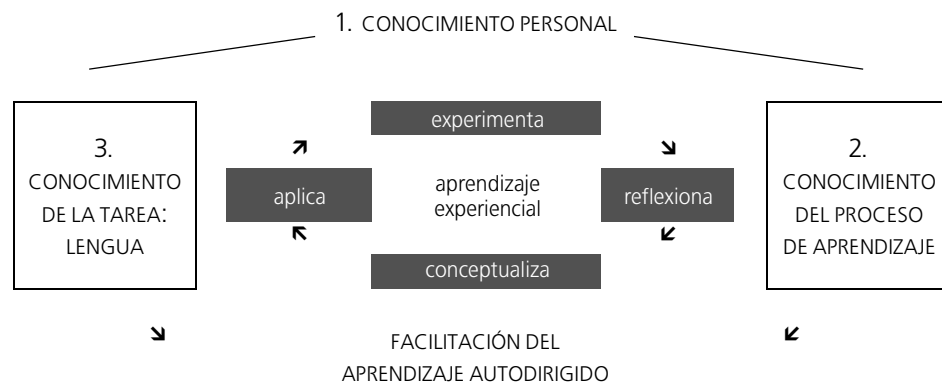 1. CONOCIMIENTO PERSONAL
3.
CONOCIMIENTO
DE LA TAREA:
LENGUA
experimenta
aplica
aprendizaje
experiencial
reflexiona
conceptualiza
2.
CONOCIMIENTO
DEL PROCESO
DE APRENDIZAJE
FACILITACIÓN DEL
APRENDIZAJE AUTODIRIGIDO